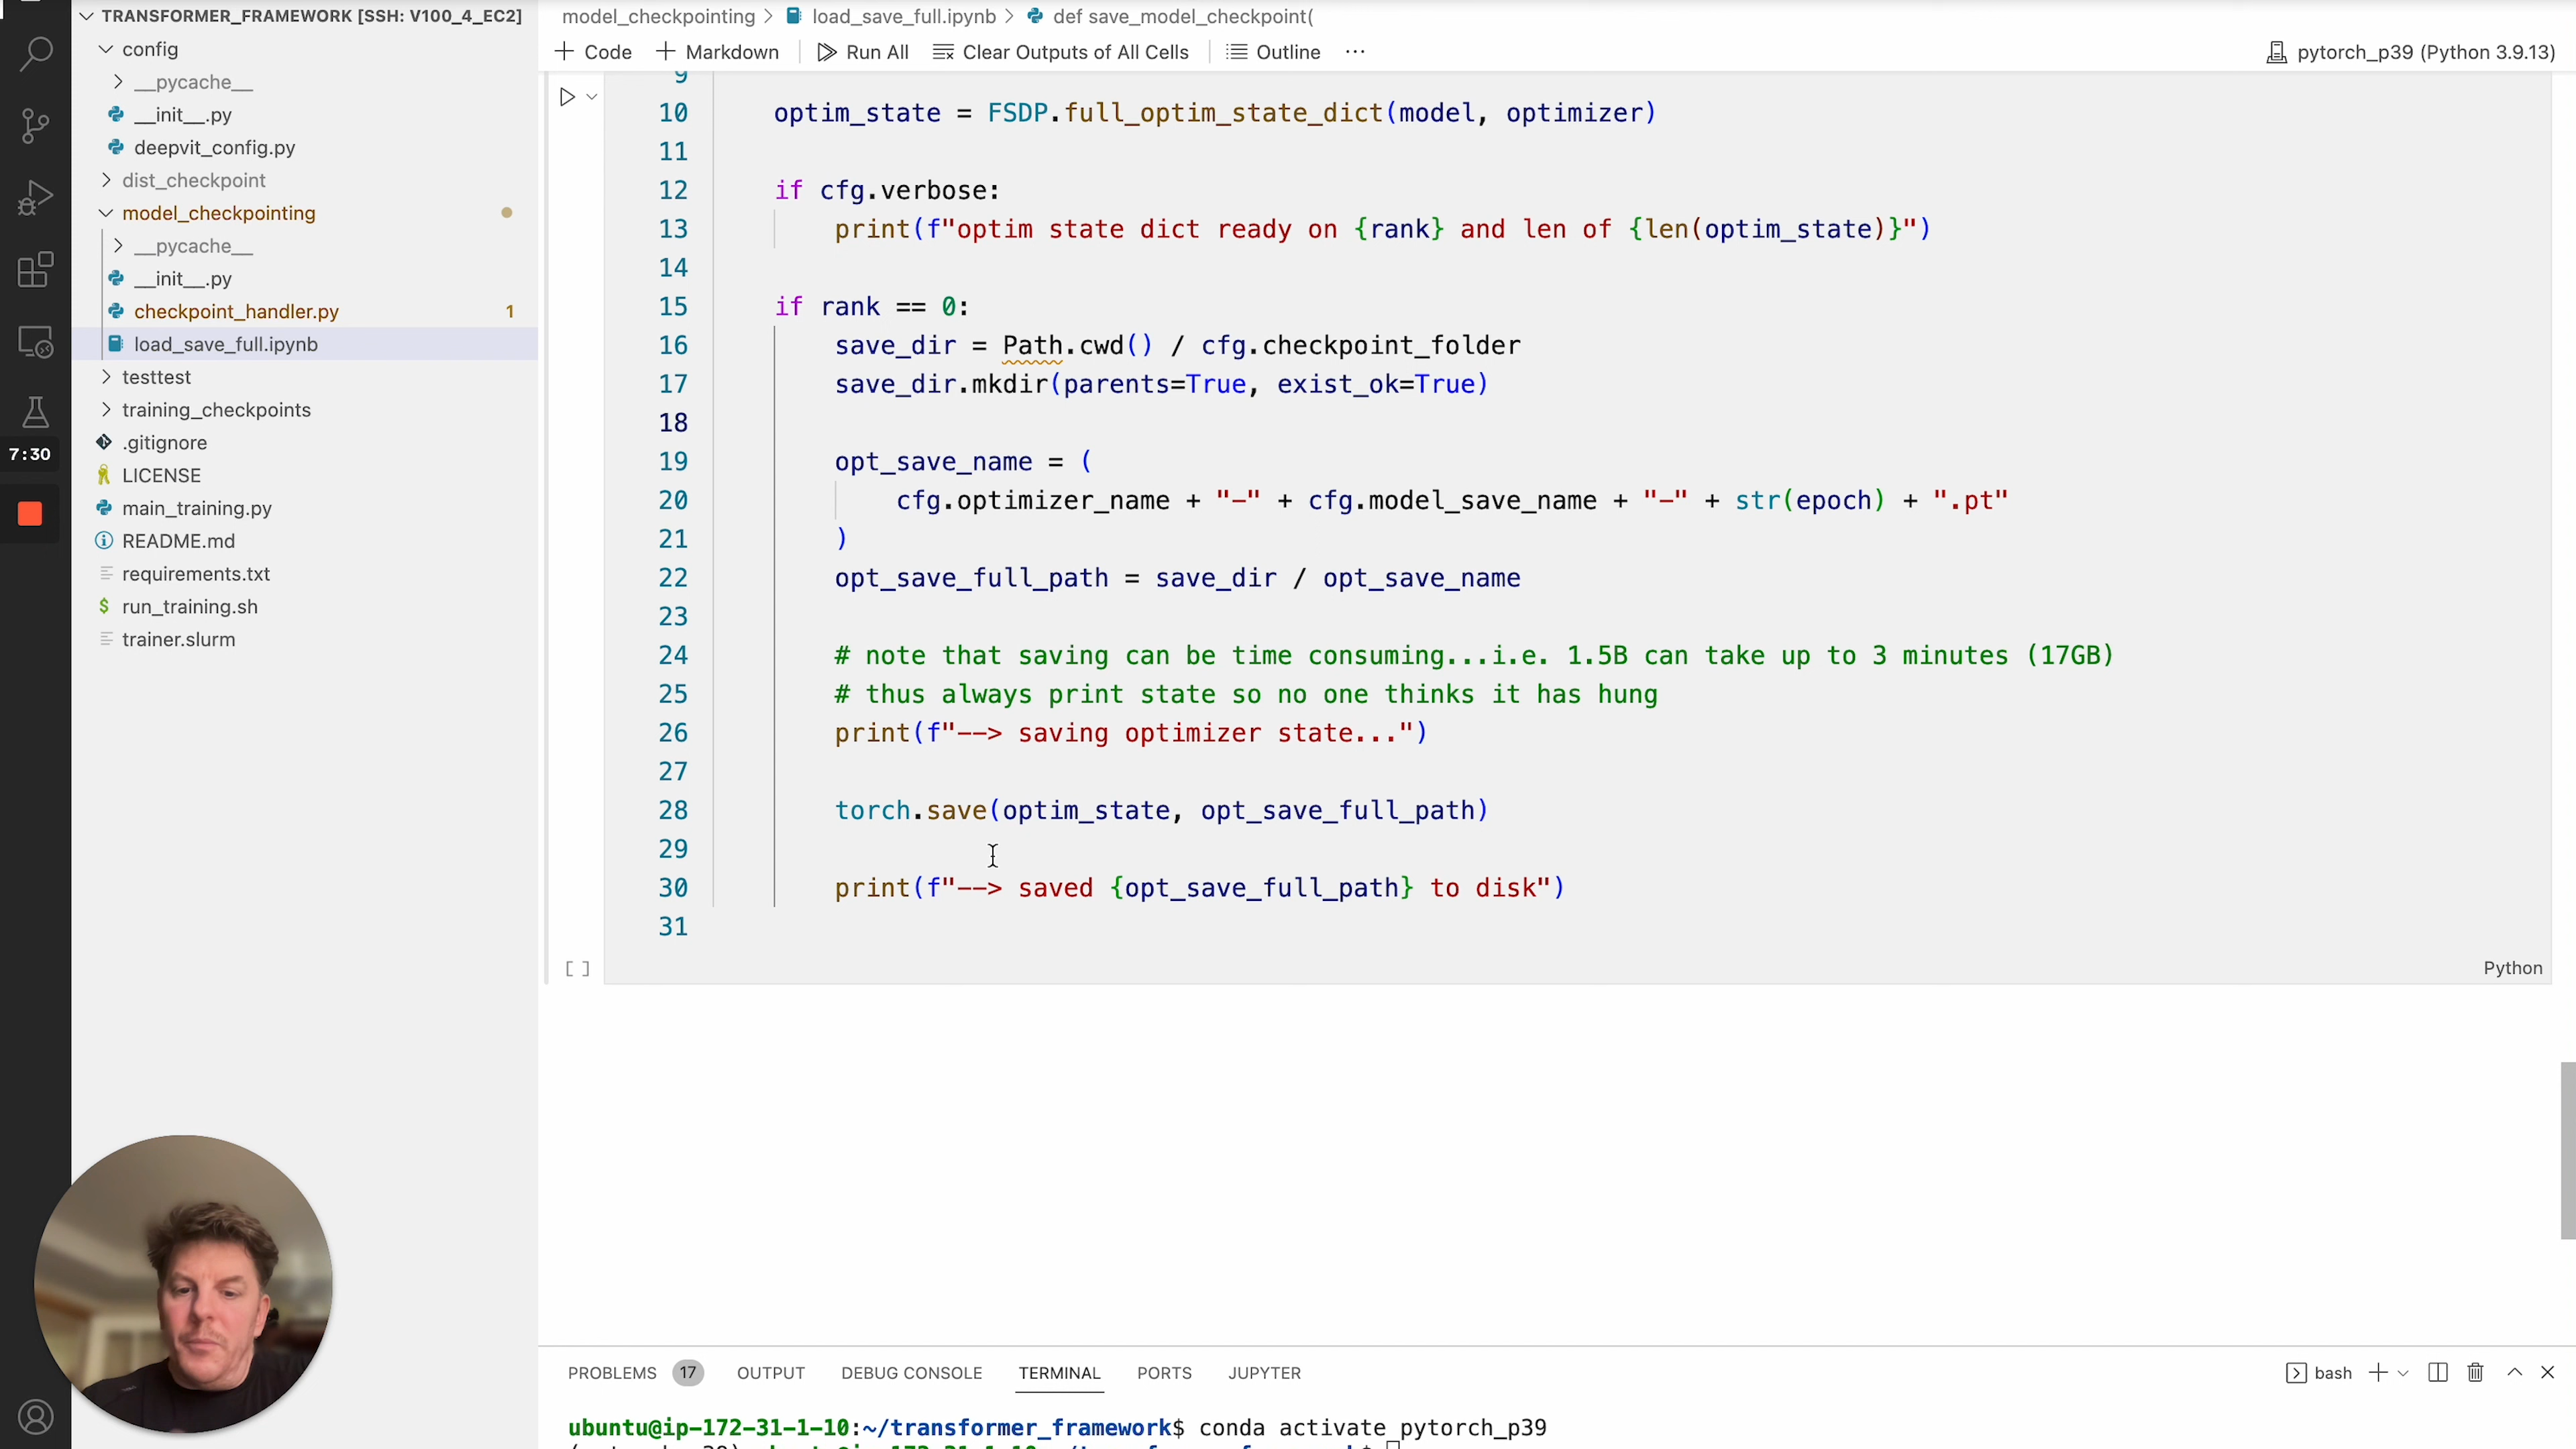 TRANSFORMER_FRAMEWORK [SSH: V100_4_EC2]
config
__pycache__
__init__.py
deepvit_config.py
dist_checkpoint
model_checkpointing
__pycache__
__init__.py
checkpoint_handler.py 1
load_save_full.ipynb
testtest
training_checkpoints
.gitignore
LICENSE
main_training.py
README.md
requirements.txt
run_training.sh
trainer.slurm
7:30
model_checkpointing > load_save_full.ipynb > def save_model_checkpoint(
+ Code + Markdown Run All Clear Outputs of All Cells Outline ···
pytorch_p39 (Python 3.9.13)
9
10 optim_state = FSDP.full_optim_state_dict(model, optimizer)
11
12 if cfg.verbose:
13 print(f"optim state dict ready on {rank} and len of {len(optim_state)}")
14
15 if rank == 0:
16 save_dir = Path.cwd() / cfg.checkpoint_folder
17 save_dir.mkdir(parents=True, exist_ok=True)
18
19 opt_save_name = (
20 cfg.optimizer_name + "-" + cfg.model_save_name + "-" + str(epoch) + ".pt"
21 )
22 opt_save_full_path = save_dir / opt_save_name
23
24 # note that saving can be time consuming...i.e. 1.5B can take up to 3 minutes (17GB)
25 # thus always print state so no one thinks it has hung
26 print(f"--> saving optimizer state...")
27
28 torch.save(optim_state, opt_save_full_path)
29
30 print(f"--> saved {opt_save_full_path} to disk")
31
[ ]
Python
PROBLEMS 17 OUTPUT DEBUG CONSOLE TERMINAL PORTS JUPYTER
bash
ubuntu@ip-172-31-1-10:~/transformer_framework$ conda activate pytorch_p39